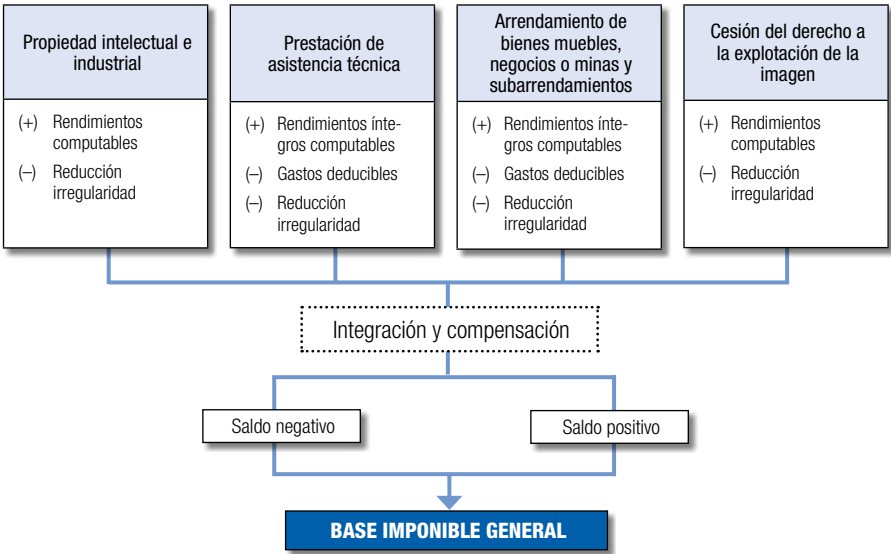 Propiedad intelectual e
industrial
(+) Rendimientos
computables
(–) Reducción
irregularidad
Prestación de
asistencia técnica
(+) Rendimientos ínte-
gros computables
(–) Gastos deducibles
(–) Reducción
irregularidad
Arrendamiento de
bienes muebles,
negocios o minas y
subarrendamientos
(+) Rendimientos ínte-
gros computables
(–) Gastos deducibles
(–) Reducción
irregularidad
Cesión del derecho a
la explotación de la
imagen
(+) Rendimientos
computables
(–) Reducción
irregularidad
Integración y compensación
Saldo negativo
Saldo positivo
BASE IMPONIBLE GENERAL